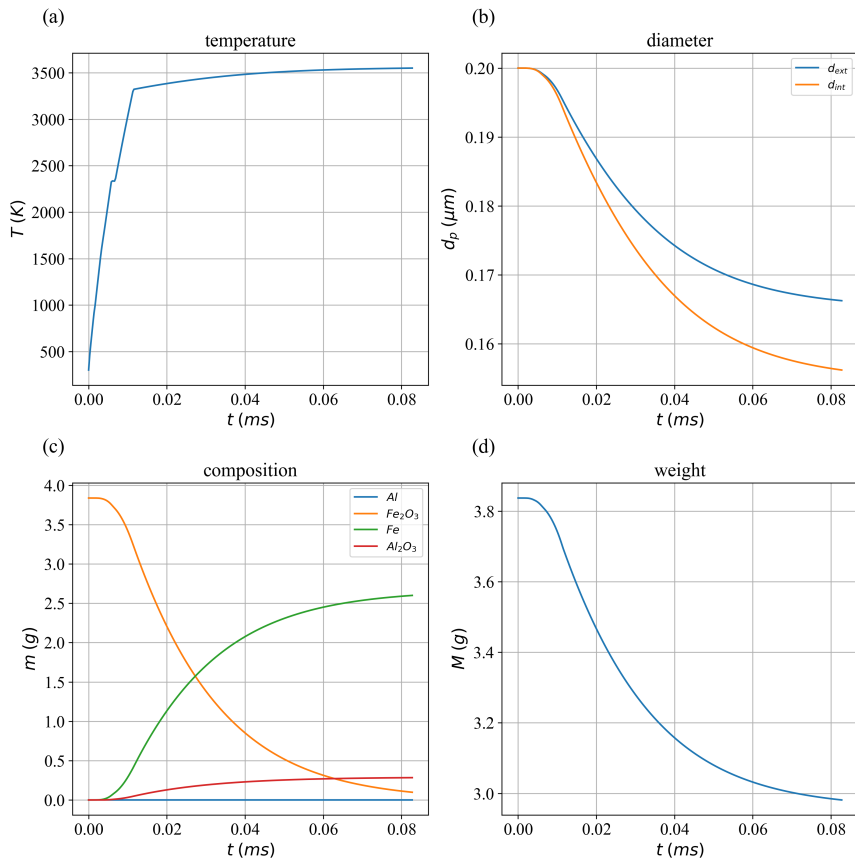 (a)
temperature
3500
3000
2500
2000
1500
1000
500
T (K)
0.00 0.02 0.04 0.06 0.08
t (ms)
(b)
diameter
0.20
0.19
0.18
0.17
0.16
d_p (μm)
d_ext
d_int
0.00 0.02 0.04 0.06 0.08
t (ms)
(c)
composition
4.0
3.5
3.0
2.5
2.0
1.5
1.0
0.5
0.0
m (g)
Al
Fe₂O₃
Fe
Al₂O₃
0.00 0.02 0.04 0.06 0.08
t (ms)
(d)
weight
3.8
3.6
3.4
3.2
3.0
M (g)
0.00 0.02 0.04 0.06 0.08
t (ms)